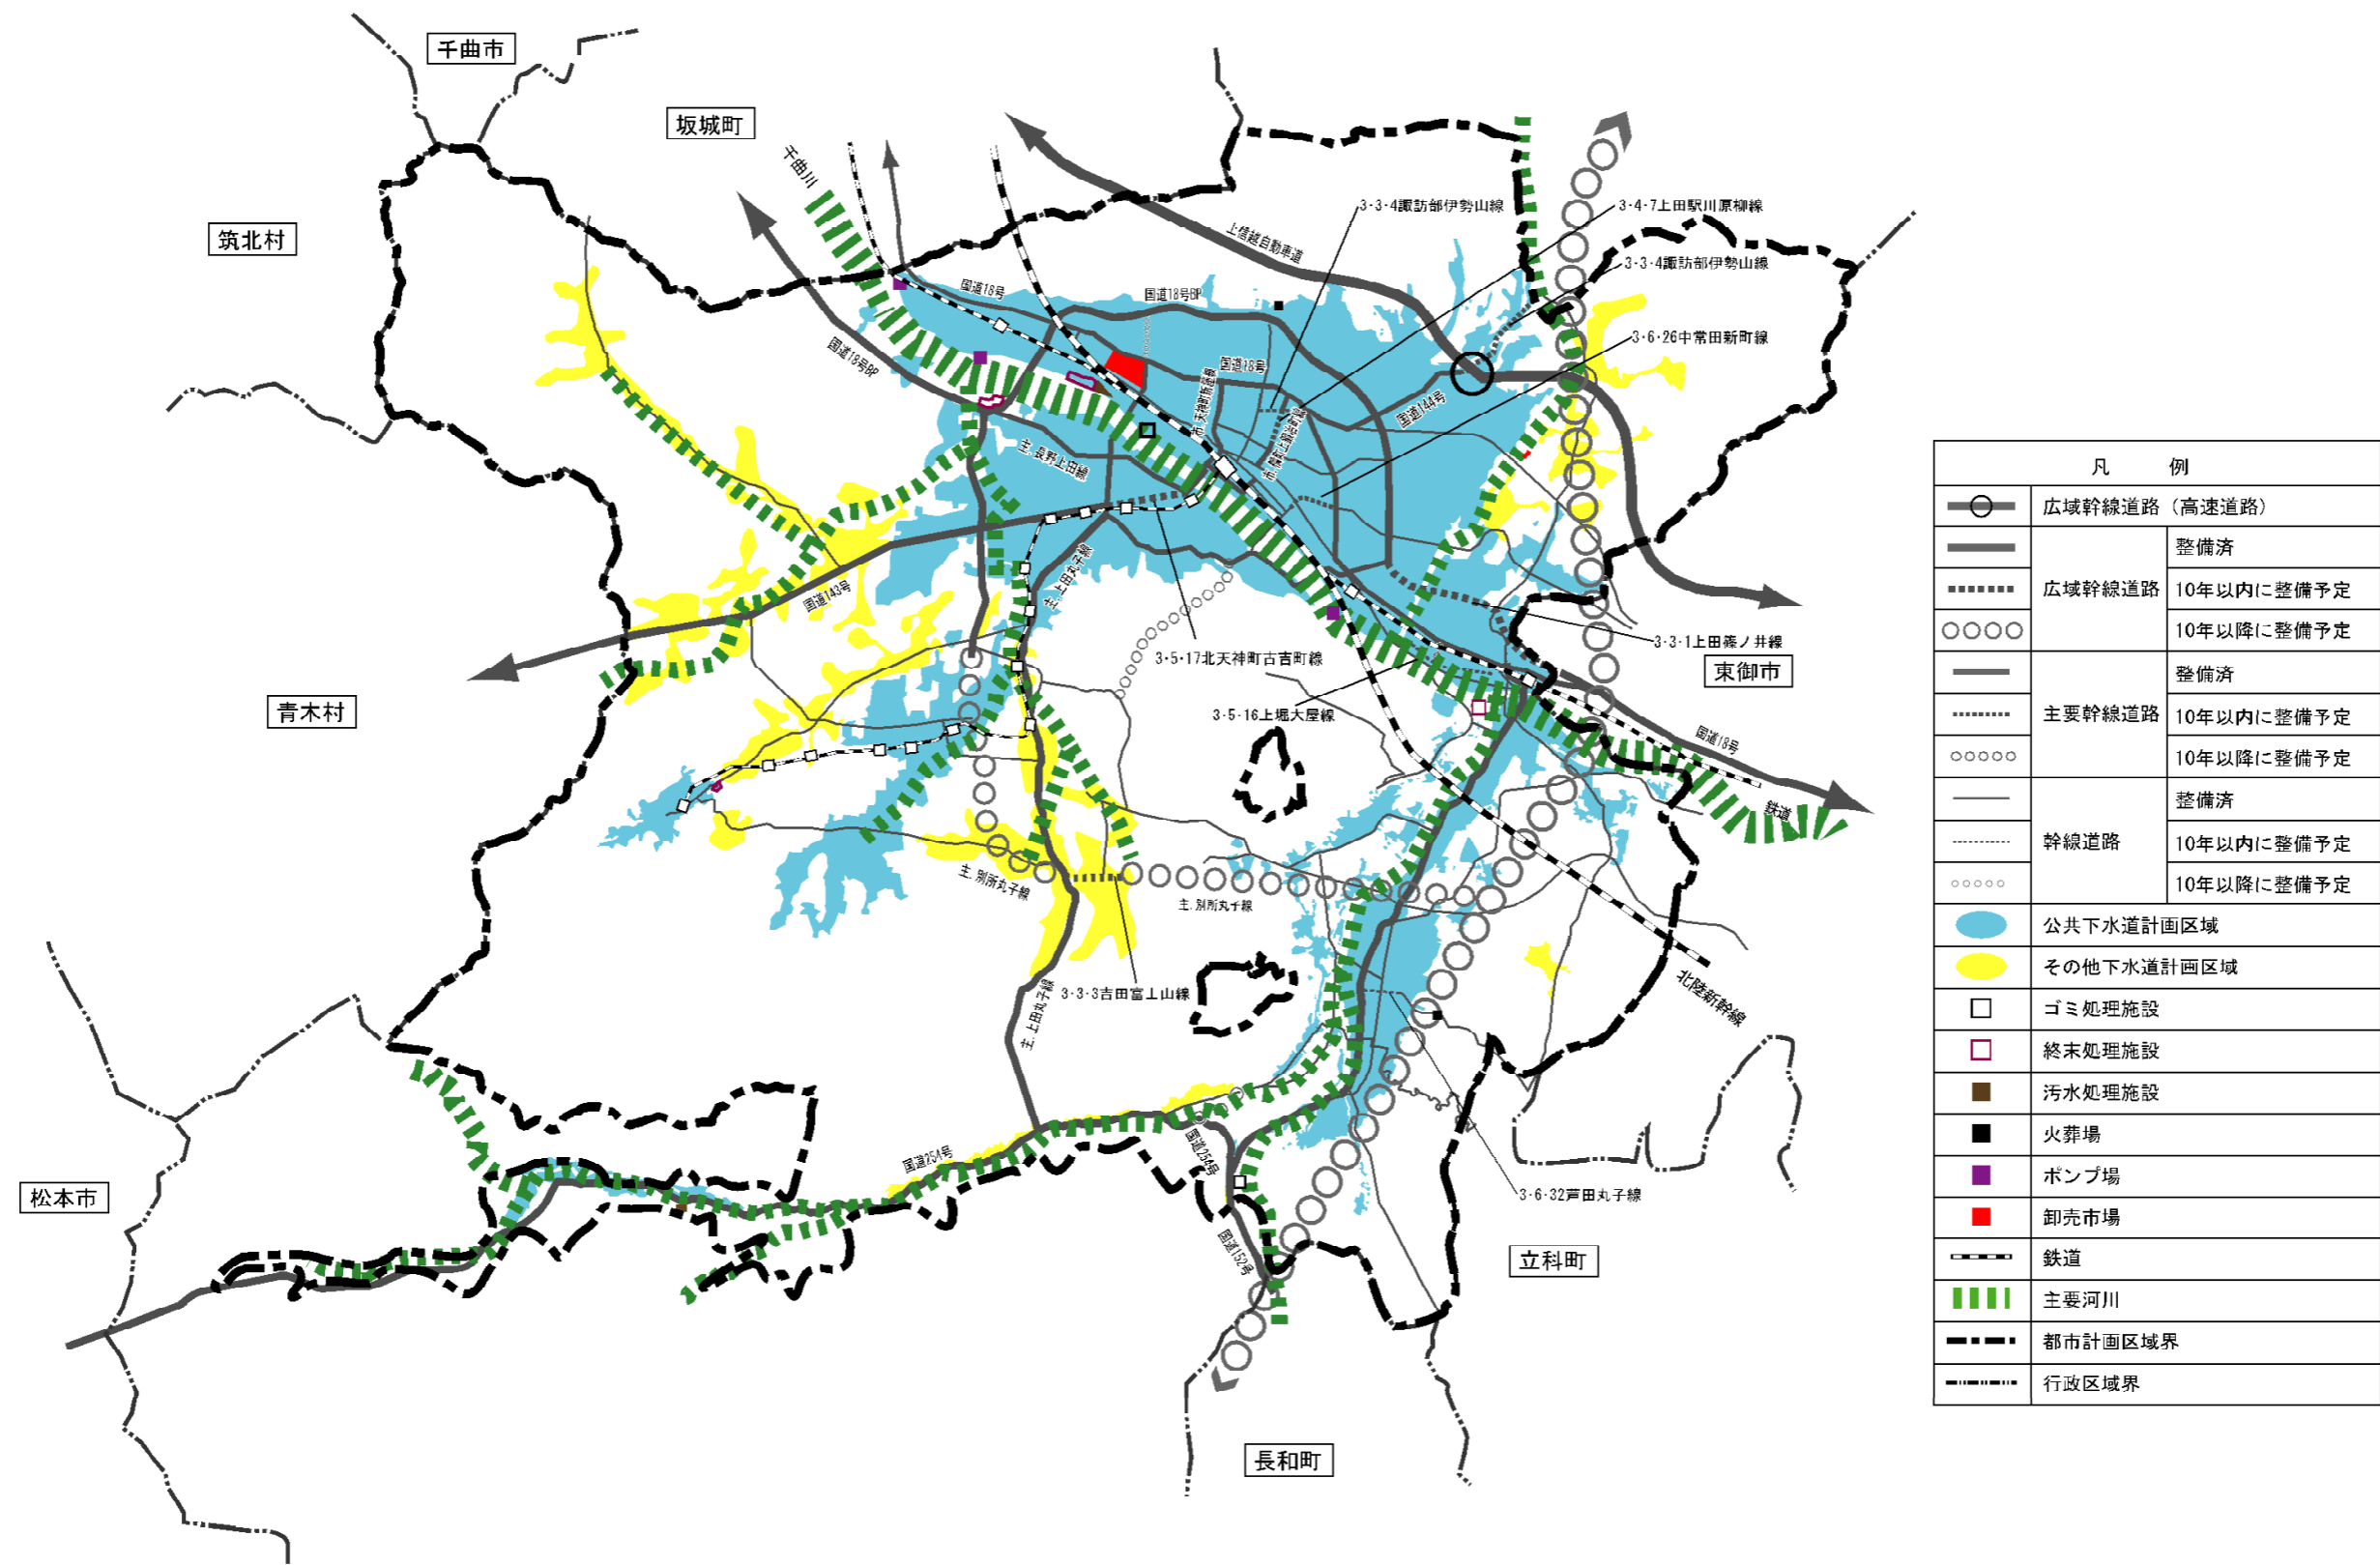 千曲市
坂城町
千曲川
筑北村
3・3・4諏訪部伊勢山線
3・4・7上田駅川原柳線
上信越自動車道
3・3・4諏訪部伊勢山線
国道18号
国道18号BP
国道18号BP
3・6・26中常田新町線
国道18号
国道144号
市.天神町新屋線
主.長野上田線
国道143号
主.上田丸子線
3・3・1上田篠ノ井線
3・5・17北天神町古吉町線
東御市
青木村
3・5・16上堀大屋線
国道18号
鉄道
主.別所丸子線
主.別所丸子線
3・3・3吉田富士山線
主.上田丸子線
北陸新幹線
国道254号
国道254号
松本市
3・6・32芦田丸子線
国道152号
立科町
長和町
凡 例
広域幹線道路（高速道路）
広域幹線道路
整備済
10年以内に整備予定
10年以降に整備予定
主要幹線道路
整備済
10年以内に整備予定
10年以降に整備予定
幹線道路
整備済
10年以内に整備予定
10年以降に整備予定
公共下水道計画区域
その他下水道計画区域
ゴミ処理施設
終末処理施設
汚水処理施設
火葬場
ポンプ場
卸売市場
鉄道
主要河川
都市計画区域界
行政区域界